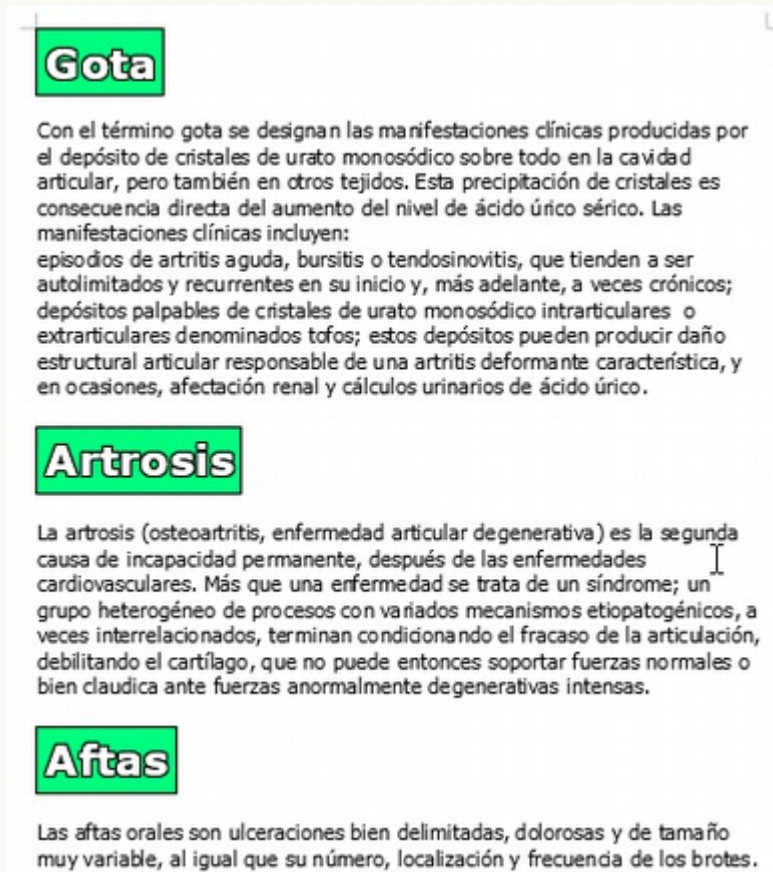 Gota
Con el término gota se designan las manifestaciones clínicas producidas por
el depósito de cristales de urato monosódico sobre todo en la cavidad
articular, pero también en otros tejidos. Esta precipitación de cristales es
consecuencia directa del aumento del nivel de ácido úrico sérico. Las
manifestaciones clínicas incluyen:
episodios de artritis aguda, bursitis o tendosinovitis, que tienden a ser
autolimitados y recurrentes en su inicio y, más adelante, a veces crónicos;
depósitos palpables de cristales de urato monosódico intrarticulares o
extrarticulares denominados tofos; estos depósitos pueden producir daño
estructural articular responsable de una artritis deformante característica, y
en ocasiones, afectación renal y cálculos urinarios de ácido úrico.
Artrosis
La artrosis (osteoartritis, enfermedad articular degenerativa) es la segunda
causa de incapacidad permanente, después de las enfermedades
cardiovasculares. Más que una enfermedad se trata de un síndrome; un
grupo heterogéneo de procesos con variados mecanismos etiopatogénicos, a
veces interrelacionados, terminan condicionando el fracaso de la articulación,
debilitando el cartílago, que no puede entonces soportar fuerzas normales o
bien claudica ante fuerzas anormalmente degenerativas intensas.
Aftas
Las aftas orales son ulceraciones bien delimitadas, dolorosas y de tamaño
muy variable, al igual que su número, localización y frecuencia de los brotes.